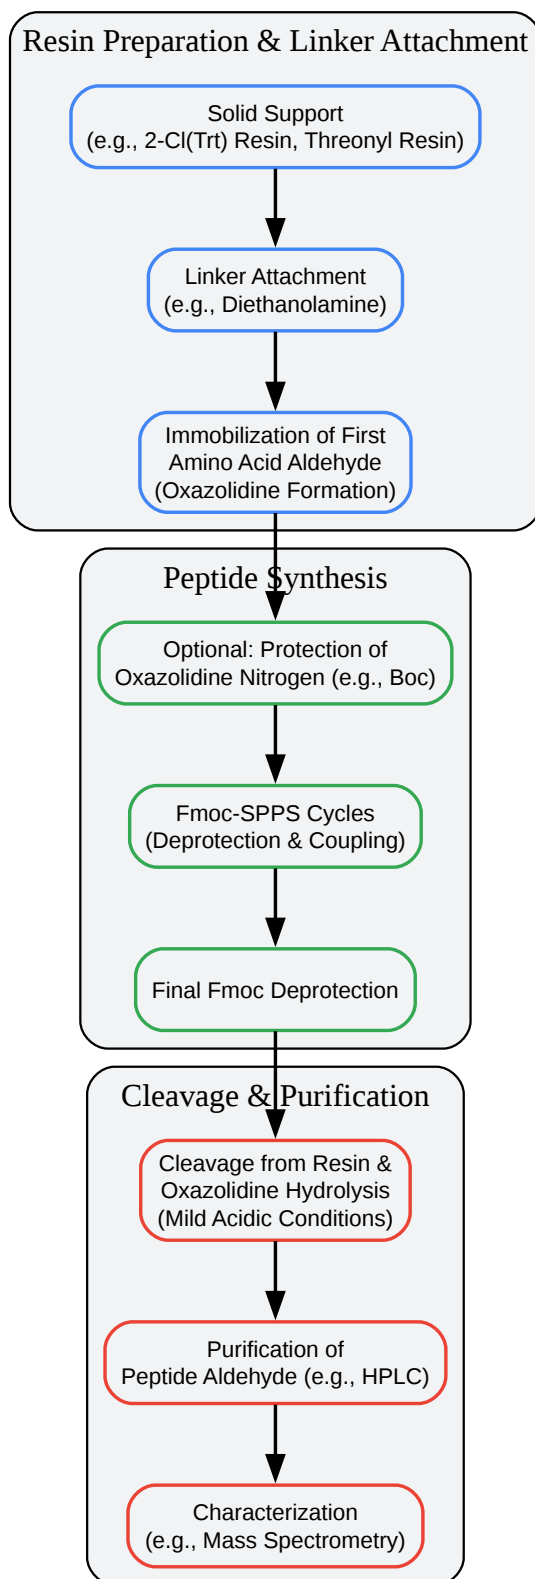 Resin Preparation & Linker Attachment
Solid Support
(e.g., 2-Cl(Trt) Resin, Threonyl Resin)
Linker Attachment
(e.g., Diethanolamine)
Immobilization of First
Amino Acid Aldehyde
(Oxazolidine Formation)
Peptide Synthesis
Optional: Protection of
Oxazolidine Nitrogen (e.g., Boc)
Fmoc-SPPS Cycles
(Deprotection & Coupling)
Final Fmoc Deprotection
Cleavage & Purification
Cleavage from Resin &
Oxazolidine Hydrolysis
(Mild Acidic Conditions)
Purification of
Peptide Aldehyde (e.g., HPLC)
Characterization
(e.g., Mass Spectrometry)